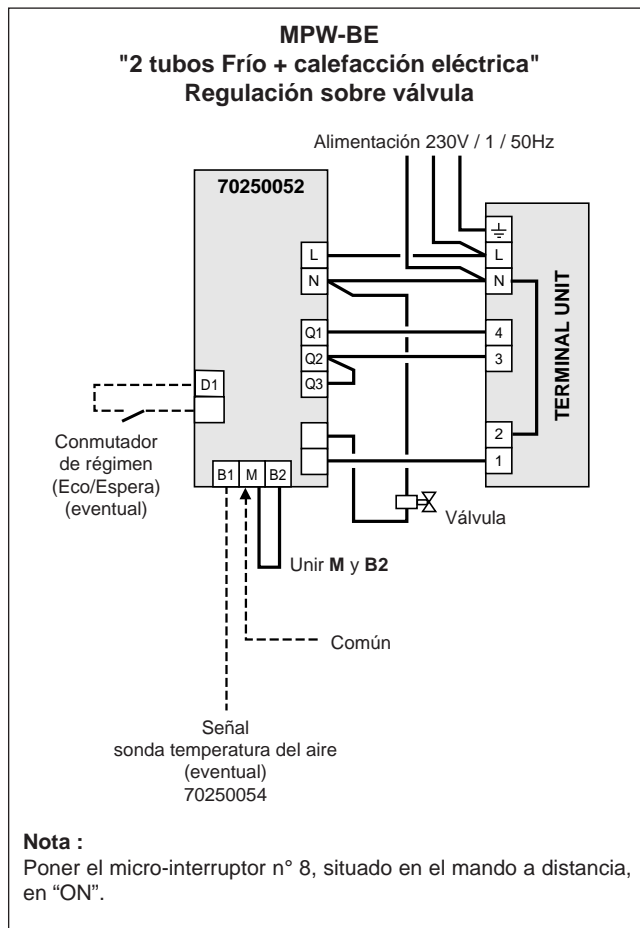 MPW-BE
"2 tubos Frío + calefacción eléctrica"
Regulación sobre válvula
Alimentación 230V / 1 / 50Hz
70250052
L
N
Q1
Q2
Q3
D1
B1 M B2
L
N
4
3
2
1
TERMINAL UNIT
Conmutador
de régimen
(Eco/Espera)
(eventual)
Válvula
Unir M y B2
Común
Señal
sonda temperatura del aire
(eventual)
70250054
Nota :
Poner el micro-interruptor n° 8, situado en el mando a distancia,
en “ON”.